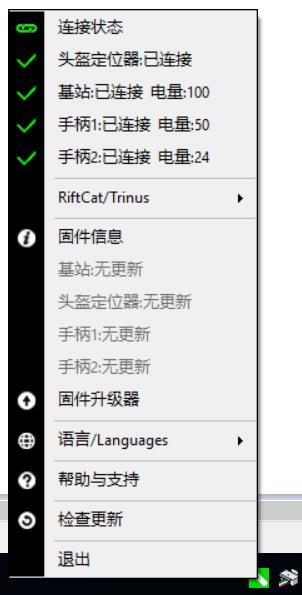 连接状态
头盔定位器:已连接
基站:已连接 电量:100
手柄1:已连接 电量:50
手柄2:已连接 电量:24
RiftCat/Trinus
固件信息
基站:无更新
头盔定位器:无更新
手柄1:无更新
手柄2:无更新
固件升级器
语言/Languages
帮助与支持
检查更新
退出